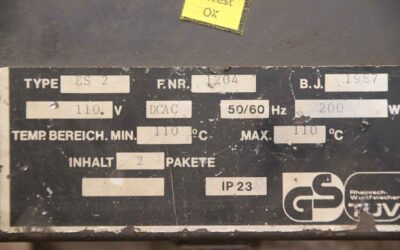 OK
TYPE ES 2 F.NR. 1204 B.J. 1987
110 V DCAC 50/60 Hz 200 W
TEMP. BEREICH. MIN. 110 °C MAX. 110 °C
INHALT 2 PAKETE
IP 23
GS
Rheinisch-
Westfälischer
TÜV